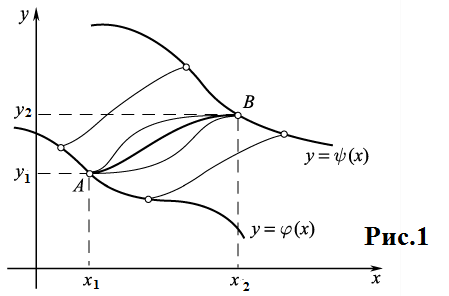 y
y₂
B
y = ψ(x)
y₁
A
y = φ(x)
Рис.1
x₁
x₂
x